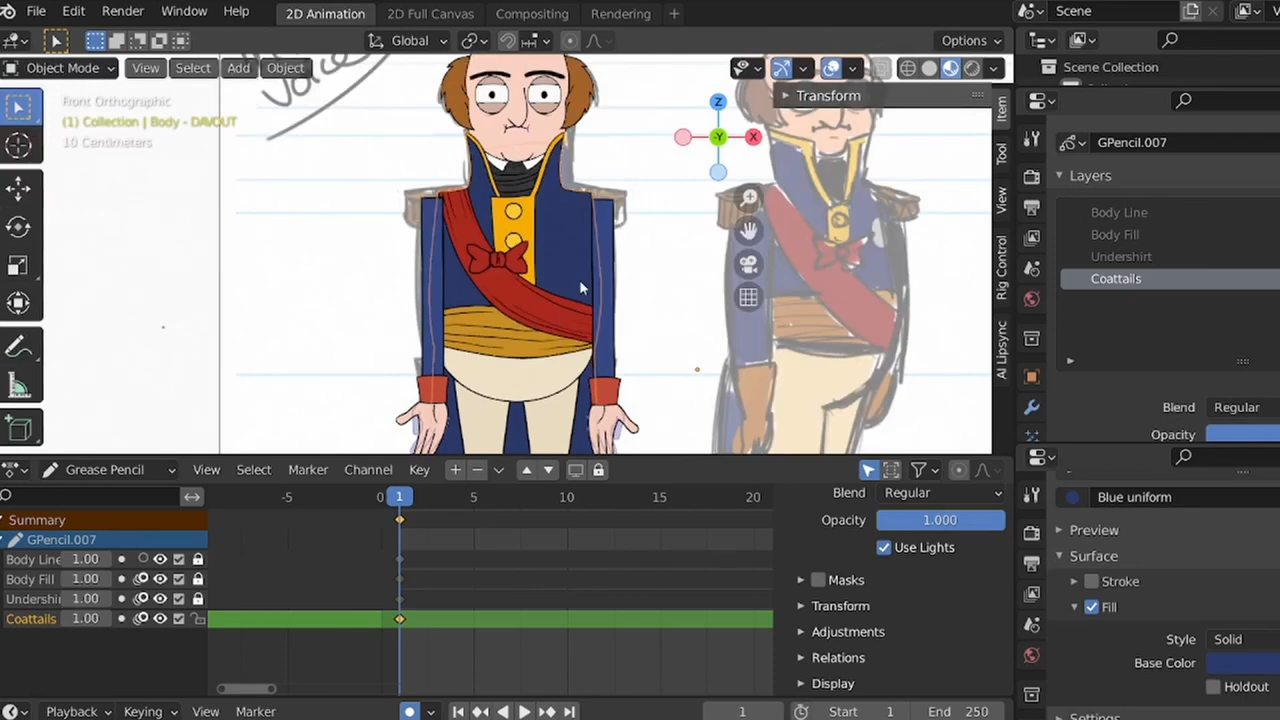 File Edit Render Window Help 2D Animation 2D Full Canvas Compositing Rendering + Scene
Global Options
Object Mode View Select Add Object Scene Collection
Voice
Front Orthographic
(1) Collection | Body - DAVOUT
10 Centimeters
Transform
Z
-Y X
Item
Tool
View
Rig Control
AI Lipsync
GPencil.007
Layers
Body Line
Body Fill
Undershirt
Coattails
Blend Regular
Opacity
Grease Pencil View Select Marker Channel Key
-5 0 1 5 10 15 20
Summary
GPencil.007
Body Line 1.00
Body Fill 1.00
Undershir 1.00
Coattails 1.00
Blend Regular
Opacity 1.000
Use Lights
Masks
Transform
Adjustments
Relations
Display
Blue uniform
Preview
Surface
Stroke
Fill
Style Solid
Base Color
Holdout
Settings
Playback Keying View Marker 1 Start 1 End 250